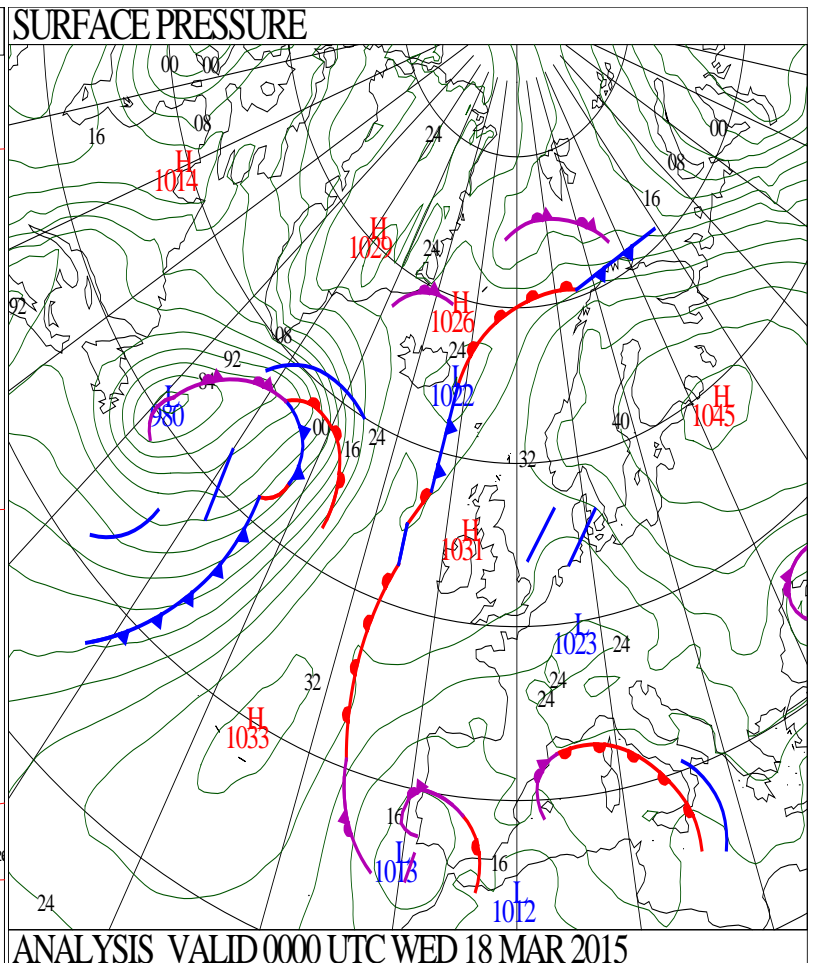 SURFACE PRESSURE
00 00
16
08
24
00
08
H
1014
16
H
1029
24
H
1026
92
08
24
92
84
L
1022
L
980
H
1045
00
24
40
16
32
H
1031
L
1023
24
24
24
32
H
1033
16
L
1013
16
L
1012
24
ANALYSIS VALID 0000 UTC WED 18 MAR 2015